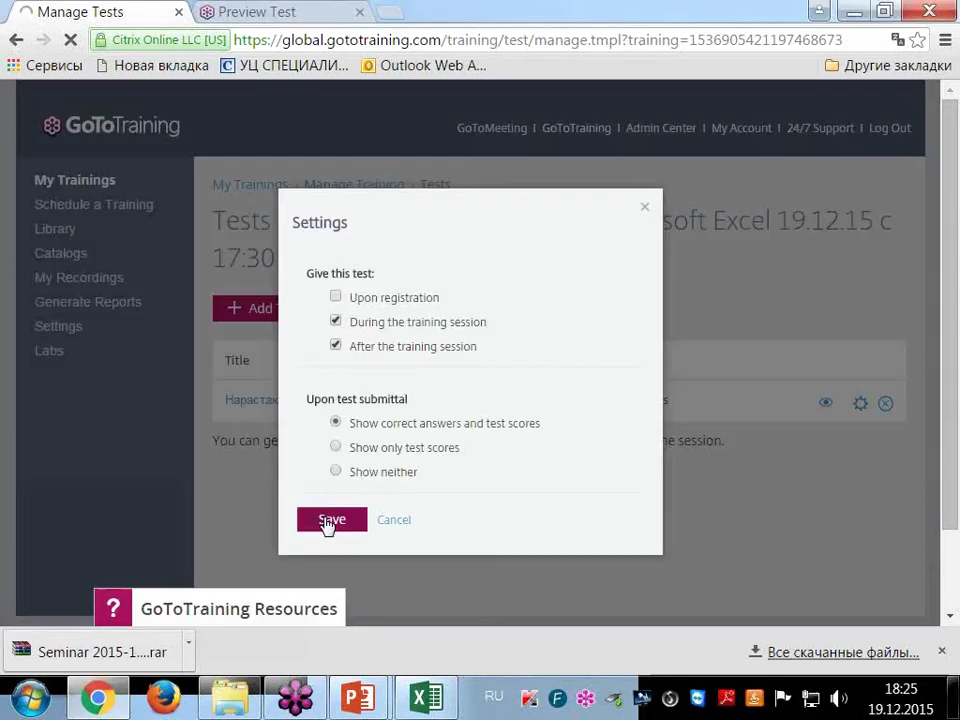 Manage Tests
Preview Test
Citrix Online LLC [US]
https://global.gototraining.com/training/test/manage.tmpl?training=1536905421197468673
Сервисы
Новая вкладка
УЦ СПЕЦИАЛИ...
Outlook Web A...
Другие закладки
GoToTraining
GoToMeeting | GoToTraining | Admin Center | My Account | 24/7 Support | Log Out
My Trainings
Schedule a Training
Library
Catalogs
My Recordings
Generate Reports
Settings
Labs
My Trainings Manage Training Tests
Tests
soft Excel 19.12.15 с
17:30
+ Add
Title
Нараста
You can ge
e session.
Settings
Give this test:
Upon registration
During the training session
After the training session
Upon test submittal
Show correct answers and test scores
Show only test scores
Show neither
Save
Cancel
? GoToTraining Resources
Seminar 2015-1....rar
Все скачанные файлы...
RU
18:25
19.12.2015